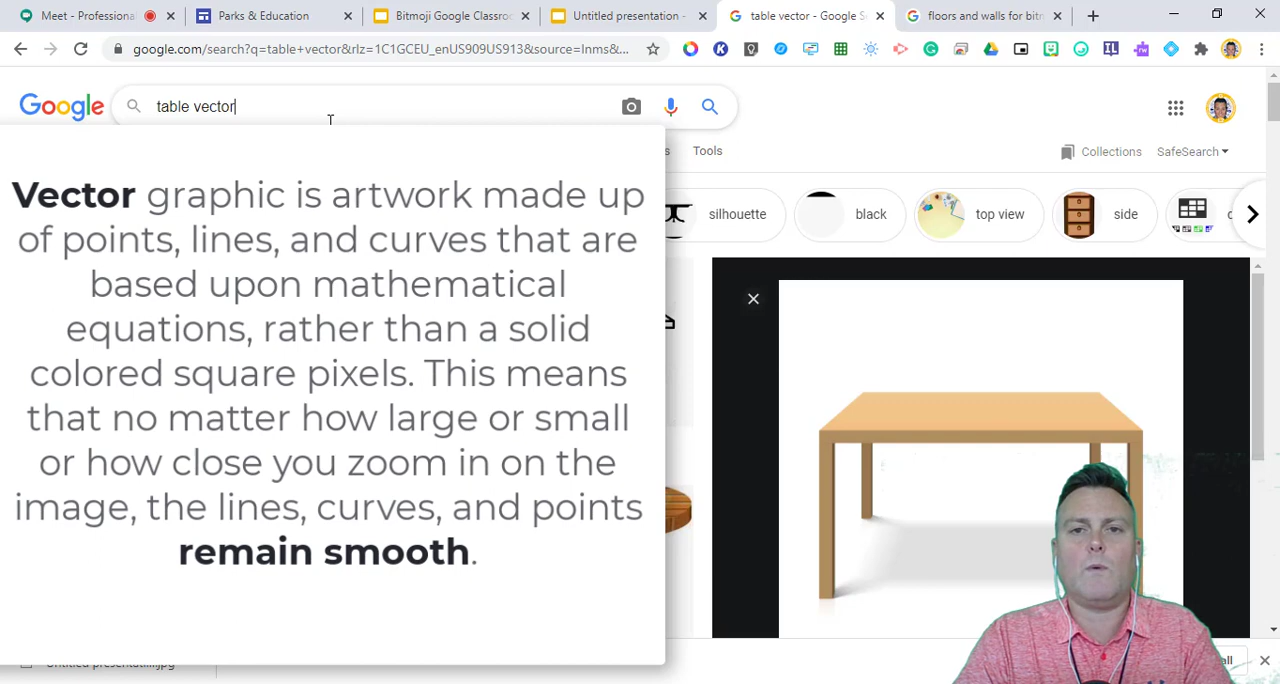 Meet - Professiona
Parks & Education
Bitmoji Google Classroo
Untitled presentation -
table vector - Google S
floors and walls for bitm
google.com/search?q=table+vector&rlz=1C1GCEU_enUS909US913&source=lnms&...
Google
table vector
Tools
Collections
SafeSearch
silhouette
black
top view
side
Vector graphic is artwork made up
of points, lines, and curves that are
based upon mathematical
equations, rather than a solid
colored square pixels. This means
that no matter how large or small
or how close you zoom in on the
image, the lines, curves, and points
remain smooth.